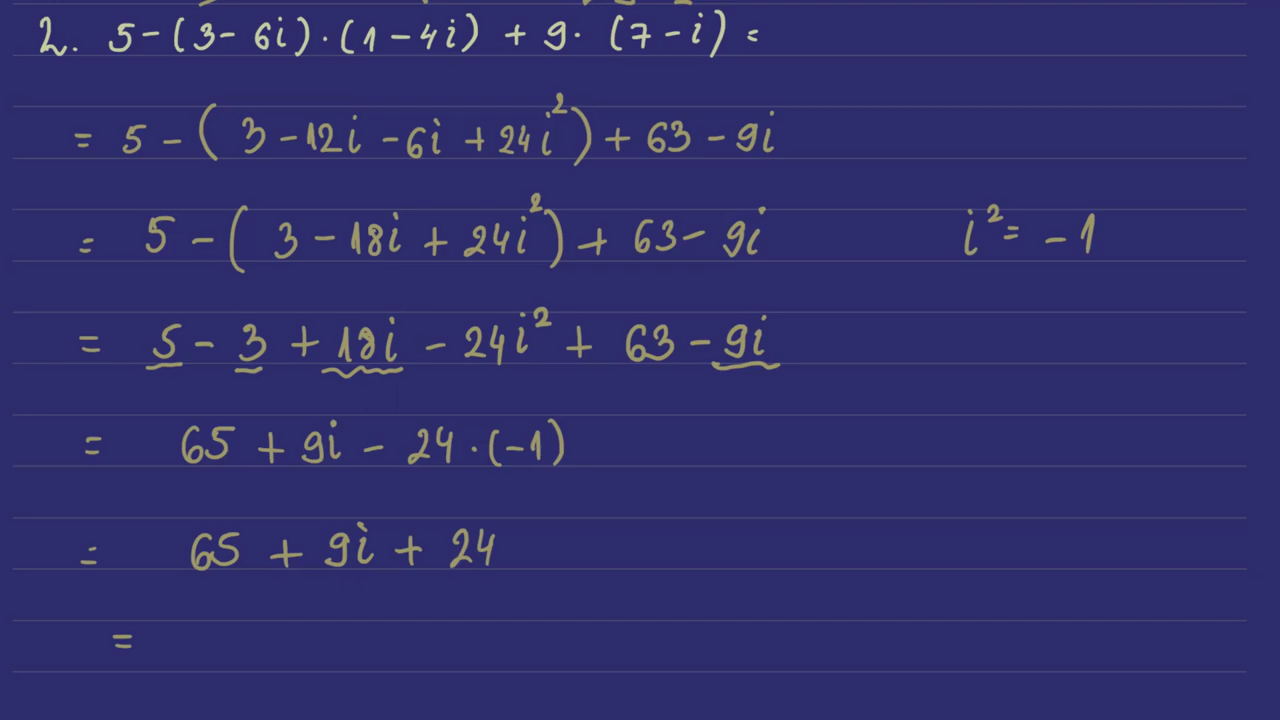 2. 5-(3-6i)·(1-4i)+9·(7-i)=
= 5-(3-12i-6i+24i²)+63-9i
= 5-(3-18i+24i²)+63-9i i²=-1
= 5-3+18i-24i²+63-9i
= 65+9i-24·(-1)
= 65+9i+24
=